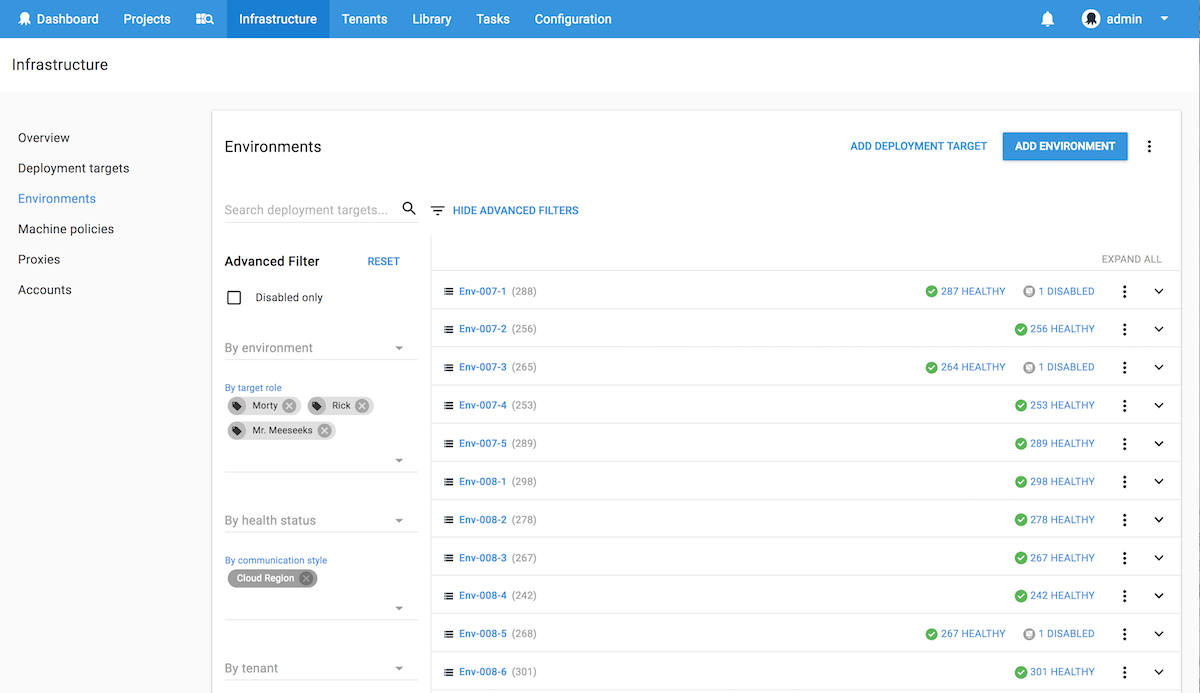 Dashboard Projects Infrastructure Tenants Library Tasks Configuration admin
Infrastructure
Overview
Deployment targets
Environments
Machine policies
Proxies
Accounts
Environments ADD DEPLOYMENT TARGET ADD ENVIRONMENT
Search deployment targets... HIDE ADVANCED FILTERS
Advanced Filter RESET
Disabled only
By environment
By target role
Morty Rick
Mr. Meeseeks
By health status
By communication style
Cloud Region
By tenant
EXPAND ALL
Env-007-1 (288) 287 HEALTHY 1 DISABLED
Env-007-2 (256) 256 HEALTHY
Env-007-3 (265) 264 HEALTHY 1 DISABLED
Env-007-4 (253) 253 HEALTHY
Env-007-5 (289) 289 HEALTHY
Env-008-1 (298) 298 HEALTHY
Env-008-2 (278) 278 HEALTHY
Env-008-3 (267) 267 HEALTHY
Env-008-4 (242) 242 HEALTHY
Env-008-5 (268) 267 HEALTHY 1 DISABLED
Env-008-6 (301) 301 HEALTHY